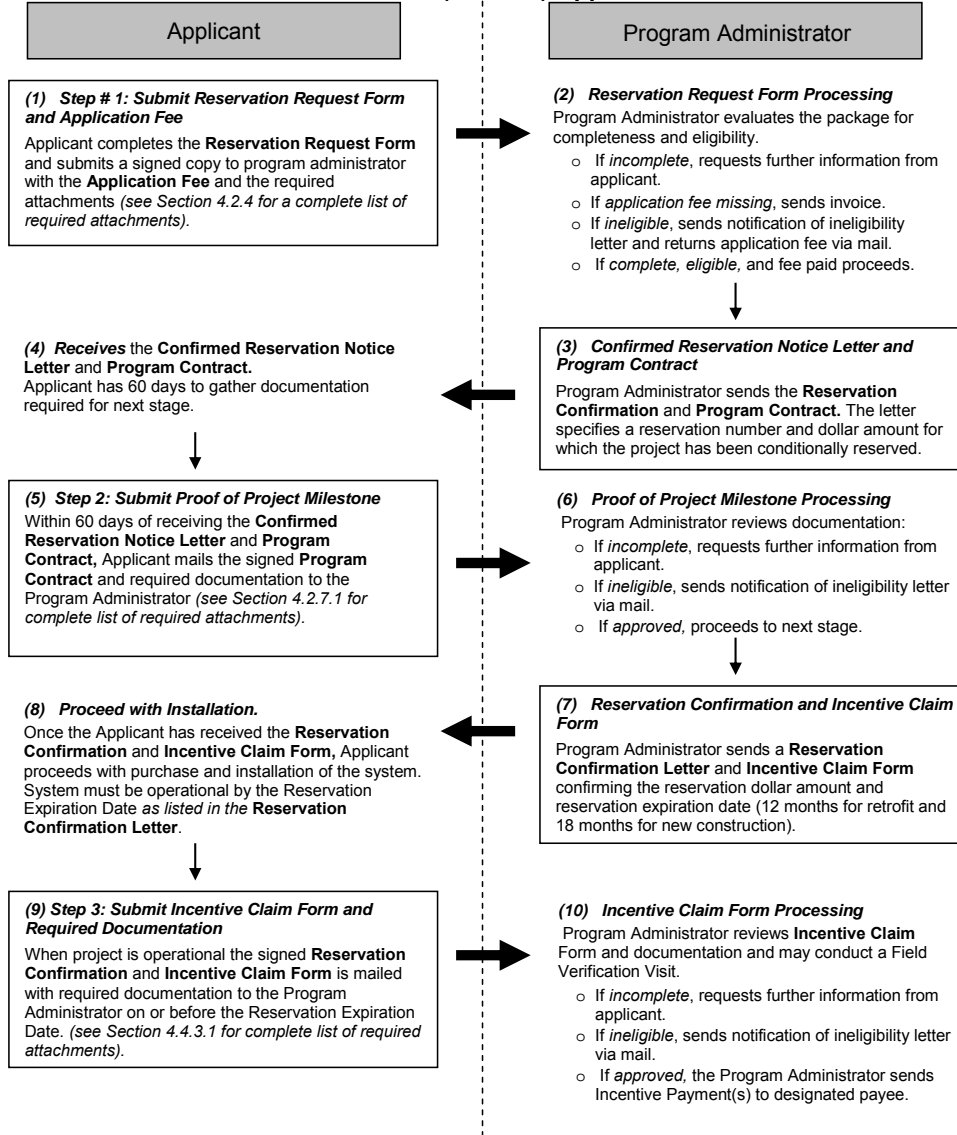 Applicant
Program Administrator
(1) Step # 1: Submit Reservation Request Form
and Application Fee
Applicant completes the Reservation Request Form
and submits a signed copy to program administrator
with the Application Fee and the required
attachments (see Section 4.2.4 for a complete list of
required attachments).
(2) Reservation Request Form Processing
Program Administrator evaluates the package for
completeness and eligibility.
o If incomplete, requests further information from
applicant.
o If application fee missing, sends invoice.
o If ineligible, sends notification of ineligibility
letter and returns application fee via mail.
o If complete, eligible, and fee paid proceeds.
(3) Confirmed Reservation Notice Letter and
Program Contract
Program Administrator sends the Reservation
Confirmation and Program Contract. The letter
specifies a reservation number and dollar amount for
which the project has been conditionally reserved.
(4) Receives the Confirmed Reservation Notice
Letter and Program Contract.
Applicant has 60 days to gather documentation
required for next stage.
(5) Step 2: Submit Proof of Project Milestone
Within 60 days of receiving the Confirmed
Reservation Notice Letter and Program
Contract, Applicant mails the signed Program
Contract and required documentation to the
Program Administrator (see Section 4.2.7.1 for
complete list of required attachments).
(6) Proof of Project Milestone Processing
Program Administrator reviews documentation:
o If incomplete, requests further information from
applicant.
o If ineligible, sends notification of ineligibility letter
via mail.
o If approved, proceeds to next stage.
(7) Reservation Confirmation and Incentive Claim
Form
Program Administrator sends a Reservation
Confirmation Letter and Incentive Claim Form
confirming the reservation dollar amount and
reservation expiration date (12 months for retrofit and
18 months for new construction).
(8) Proceed with Installation.
Once the Applicant has received the Reservation
Confirmation and Incentive Claim Form, Applicant
proceeds with purchase and installation of the system.
System must be operational by the Reservation
Expiration Date as listed in the Reservation
Confirmation Letter.
(9) Step 3: Submit Incentive Claim Form and
Required Documentation
When project is operational the signed Reservation
Confirmation and Incentive Claim Form is mailed
with required documentation to the Program
Administrator on or before the Reservation Expiration
Date. (see Section 4.4.3.1 for complete list of required
attachments).
(10) Incentive Claim Form Processing
Program Administrator reviews Incentive Claim
Form and documentation and may conduct a Field
Verification Visit.
o If incomplete, requests further information from
applicant.
o If ineligible, sends notification of ineligibility letter
via mail.
o If approved, the Program Administrator sends
Incentive Payment(s) to designated payee.